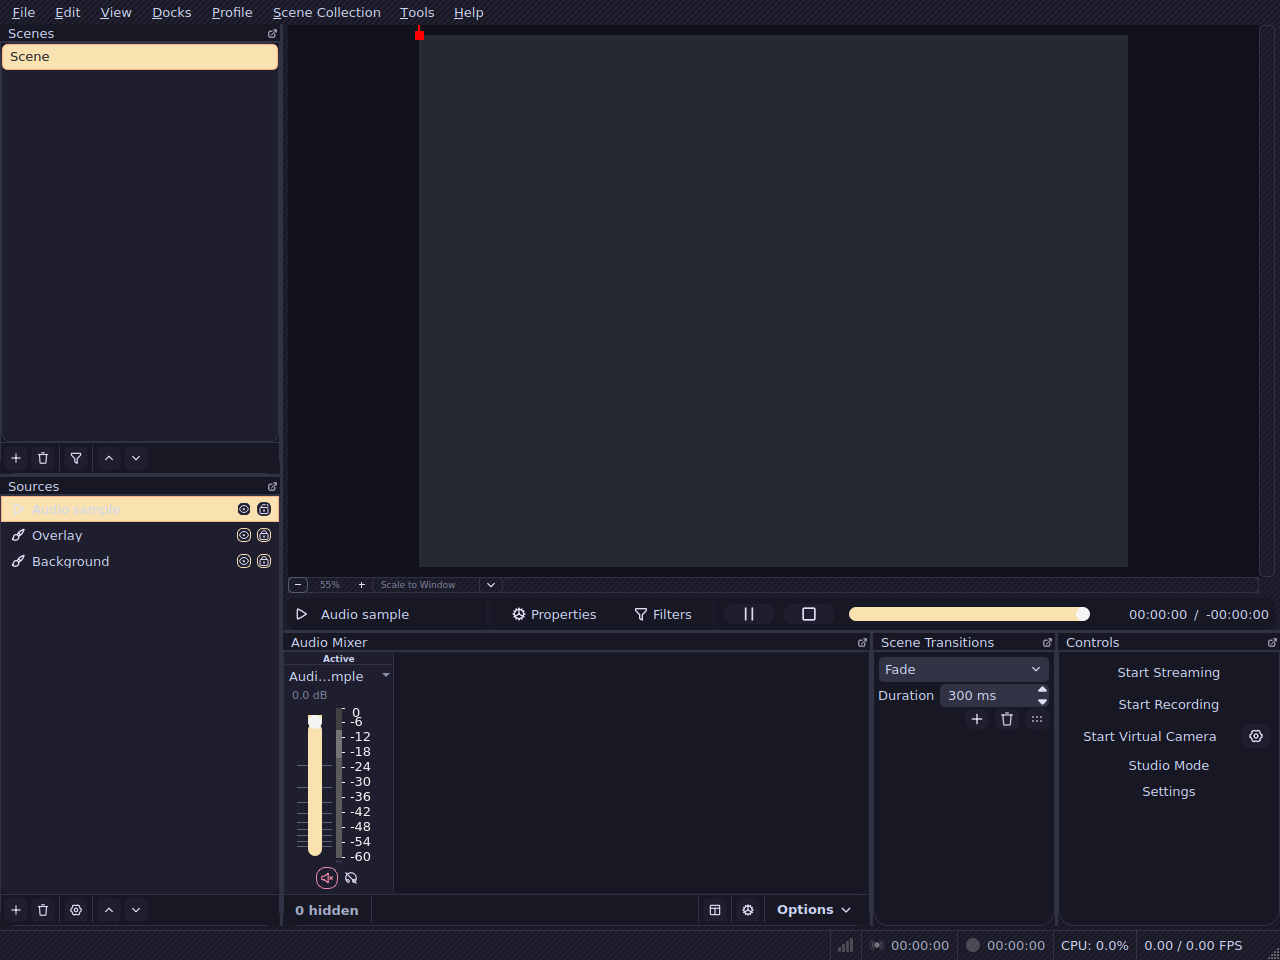 File Edit View Docks Profile Scene Collection Tools Help
Scenes
Scene
Sources
Audio sample
Overlay
Background
55%
Scale to Window
Audio sample
Properties
Filters
00:00:00 / -00:00:00
Audio Mixer
Active
Audi...mple
0.0 dB
0
-6
-12
-18
-24
-30
-36
-42
-48
-54
-60
0 hidden
Options
Scene Transitions
Fade
Duration 300 ms
Controls
Start Streaming
Start Recording
Start Virtual Camera
Studio Mode
Settings
00:00:00
00:00:00
CPU: 0.0%
0.00 / 0.00 FPS